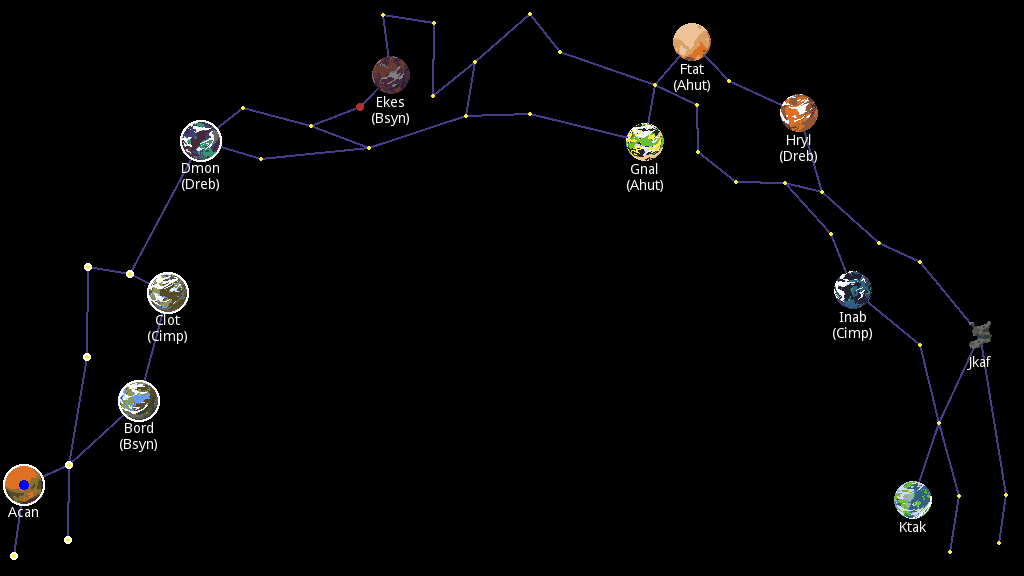 Ftat
(Ahut)
Ekes
(Bsyn)
Hryl
(Dreb)
Dmon
(Dreb)
Gnal
(Ahut)
Clot
(Cimp)
Inab
(Cimp)
Jkaf
Bord
(Bsyn)
Acan
Ktak